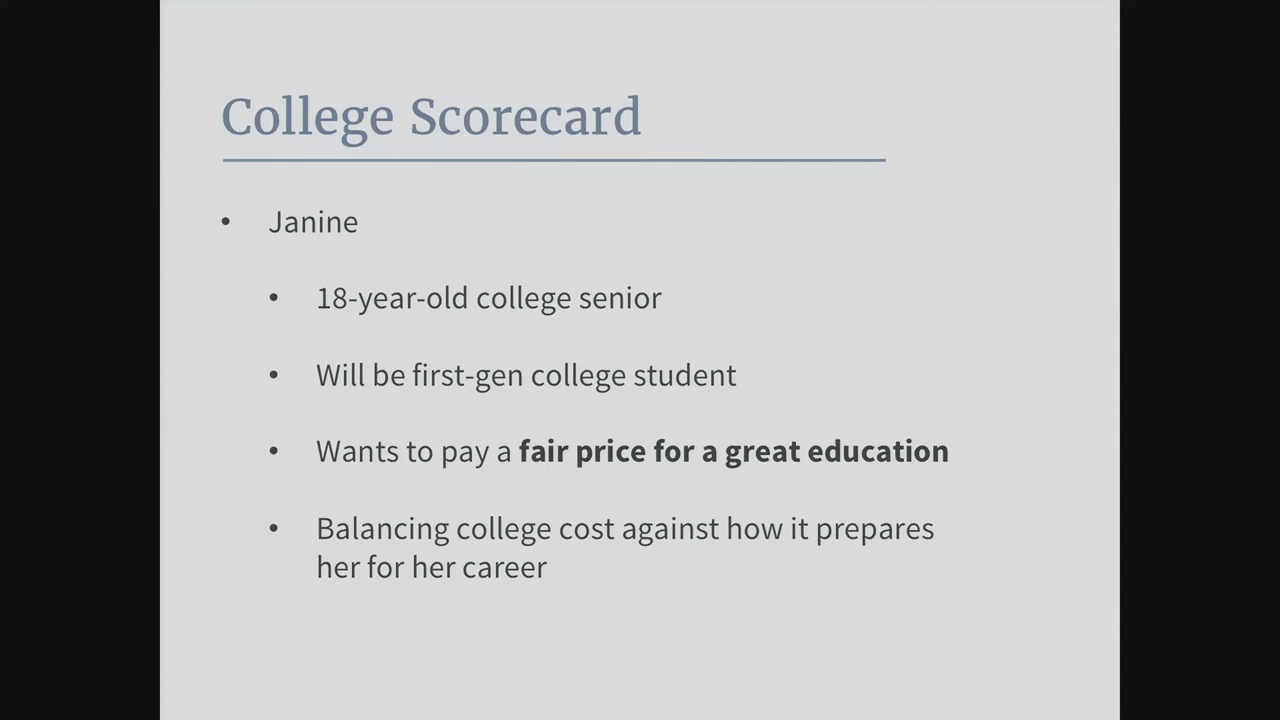 College Scorecard
• Janine
• 18-year-old college senior
• Will be first-gen college student
• Wants to pay a fair price for a great education
• Balancing college cost against how it prepares
her for her career